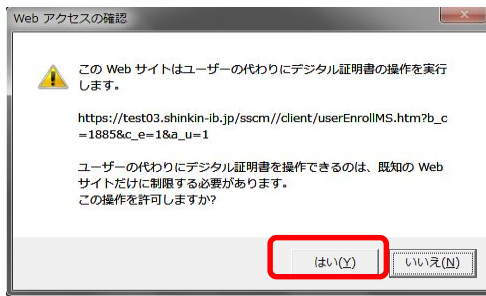 Web アクセスの確認
この Web サイトはユーザーの代わりにデジタル証明書の操作を実行
します。
https://test03.shinkin-ib.jp/sscm//client/userEnrollMS.htm?b_c
=1885&c_e=1&a_u=1
ユーザーの代わりにデジタル証明書を操作できるのは、既知の Web
サイトだけに制限する必要があります。
この操作を許可しますか?
はい(Y) いいえ(N)